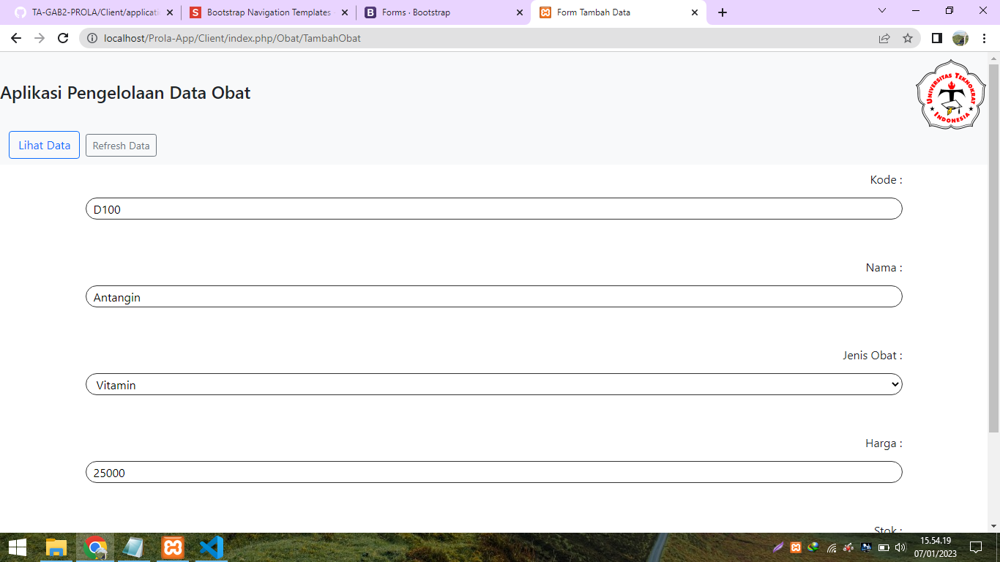 TA-GAB2-PROLA/Client/applicati
Bootstrap Navigation Templates
Forms · Bootstrap
Form Tambah Data
localhost/Prola-App/Client/index.php/Obat/TambahObat
Aplikasi Pengelolaan Data Obat
UNIVERSITAS TEKNOKRAT
INDONESIA
Lihat Data
Refresh Data
Kode :
D100
Nama :
Antangin
Jenis Obat :
Vitamin
Harga :
25000
Stok :
15.54.19
07/01/2023